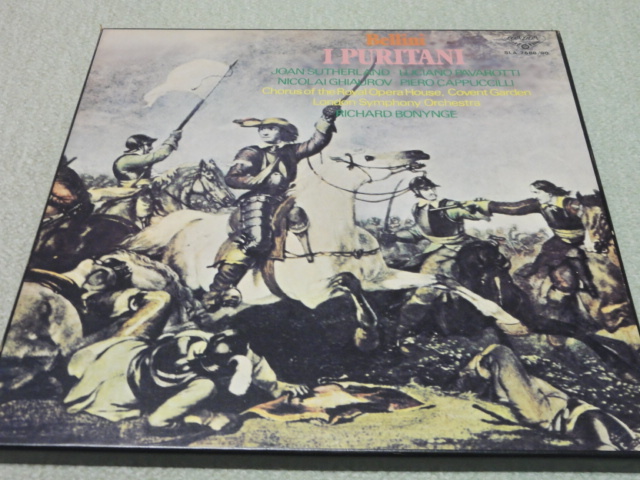 Bellini
I PURITANI
JOAN SUTHERLAND LUCIANO PAVAROTTI
NICOLAI GHIAUROV PIERO CAPPUCCILLI
Chorus of the Royal Opera House, Covent Garden
London Symphony Orchestra
RICHARD BONYNGE